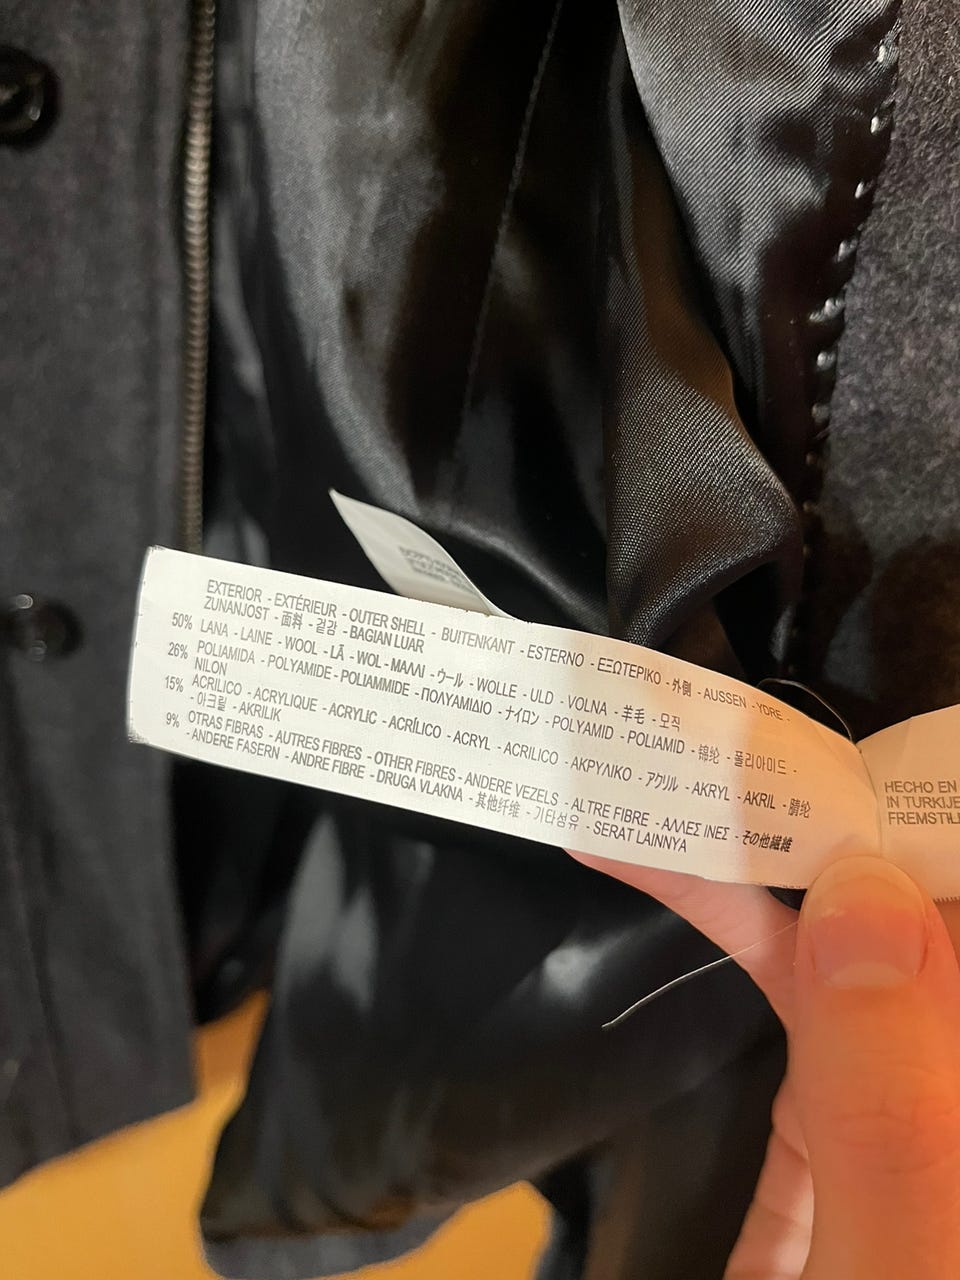 EXTERIOR - EXTÉRIEUR - OUTER SHELL - BUITENKANT - ESTERNO - ΕΞΩΤΕΡΙΚΟ - 外側 - AUSSEN - YDRE -
ZUNANJOST - 面料 - 겉감 - BAGIAN LUAR
50% LANA - LAINE - WOOL - LÃ - WOL - ΜΑΛΛΙ - ウール - WOLLE - ULD - VOLNA - 羊毛 - 모직
26% POLIAMIDA - POLYAMIDE - POLIAMMIDE - ΠΟΛΥΑΜΙΔΙΟ - ナイロン - POLYAMID - POLIAMID - 锦纶 - 폴리아미드 -
NILON
15% ACRILICO - ACRYLIQUE - ACRYLIC - ACRÍLICO - ACRYL - ACRILICO - ΑΚΡΥΛΙΚΟ - アクリル - AKRYL - AKRIL - 腈纶
- 아크릴 - AKRILIK
9% OTRAS FIBRAS - AUTRES FIBRES - OTHER FIBRES - ANDERE VEZELS - ALTRE FIBRE - ΑΛΛΕΣ ΙΝΕΣ - その他繊維
- ANDERE FASERN - ANDRE FIBRE - DRUGA VLAKNA - 其他纤维 - 기타섬유 - SERAT LAINNYA
HECHO EN
IN TURKIJE